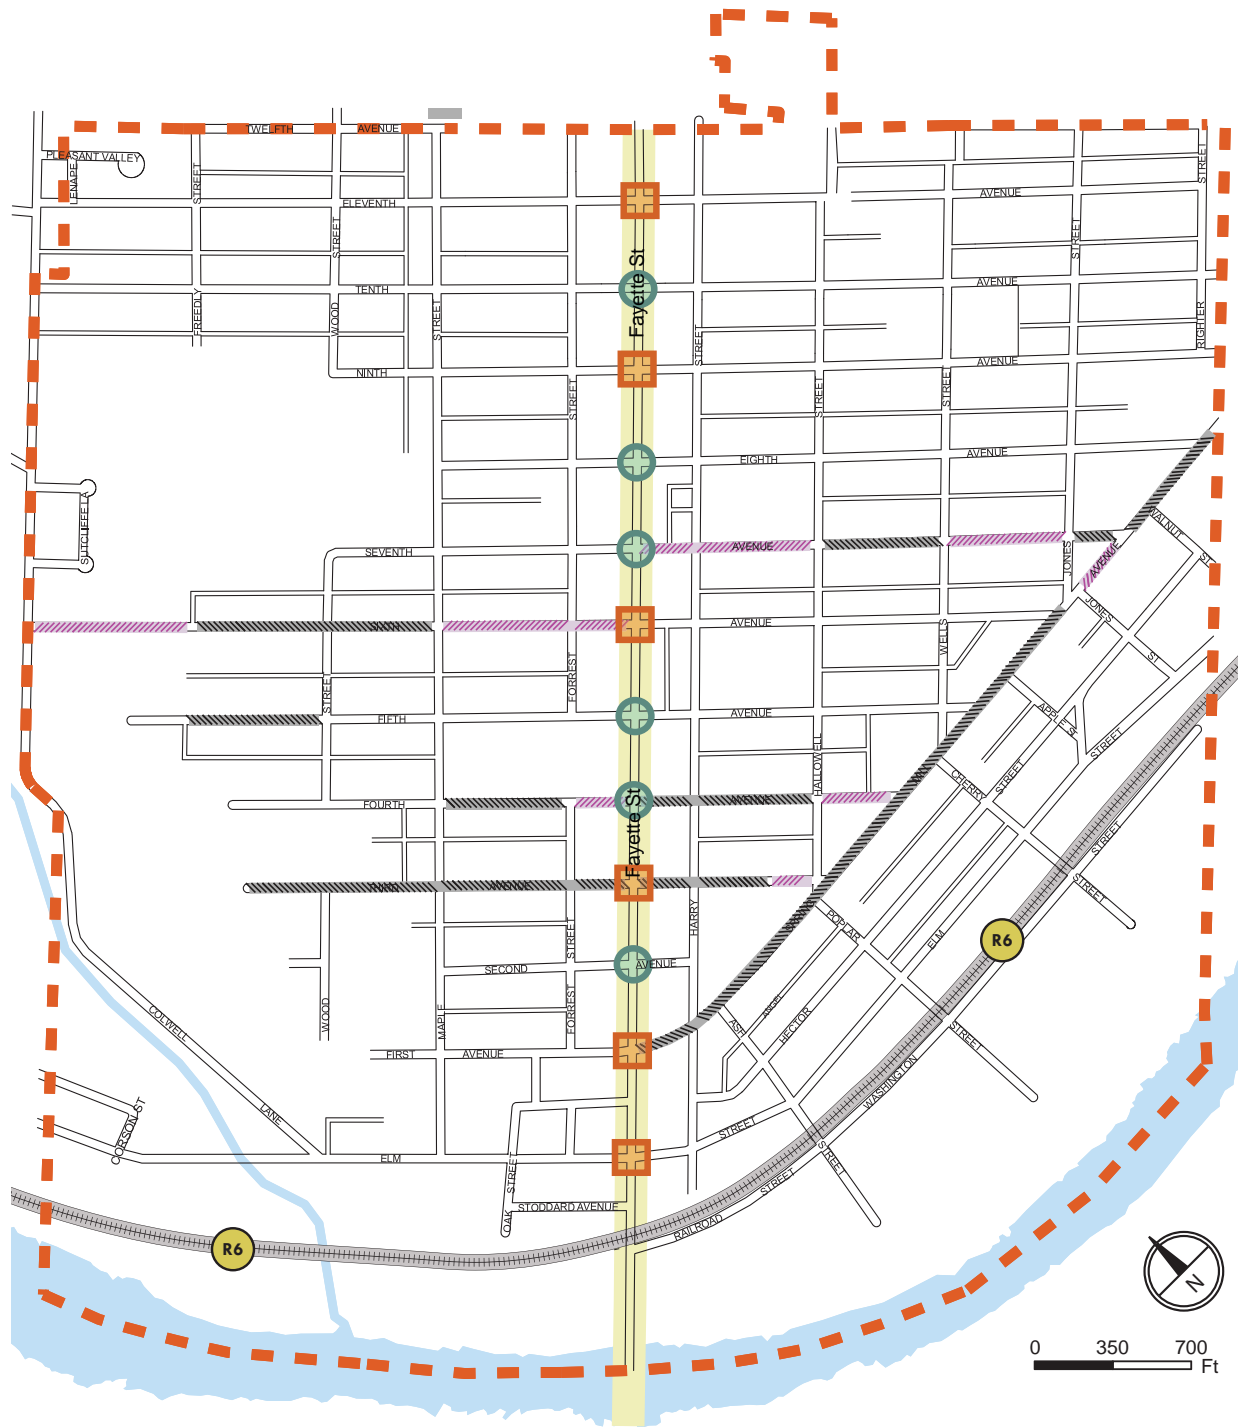 TWELFTH AVENUE
PLEASANT VALLEY
LENAPE
STREET
STREET
AVENUE
ELEVENTH
STREET
STREET
Fayette St
AVENUE
TENTH
FREEDLY
WOOD
STREET
STREET
RIGHTER
AVENUE
NINTH
STREET
STREET
STREET
EIGHTH
AVENUE
SUTCLIFFE LA
WALNUT
ST
SEVENTH
AVENUE
JONES
AVENUE
JONES
ST
SIXTH
AVENUE
WELLS
FORREST
STREET
FIFTH
AVENUE
APPLE S
STREET
HALLOWELL
CHERRY
STREET
FOURTH
Fayette St
AVENUE
STREET
THIRD
AVENUE
STREET
HARRY
POPLAR
ELM
R6
STREET
SECOND
AVENUE
WOOD
MAPLE
FORREST
COLWELL
ANGEL
HECTOR
ASH
STREET
FIRST
AVENUE
WASHINGTON
LANE
CORSON ST
STREET
ELM
STREET
STREET
STREET
OAK
STODDARD AVENUE
RAILROAD
R6
N
0 350 700
Ft